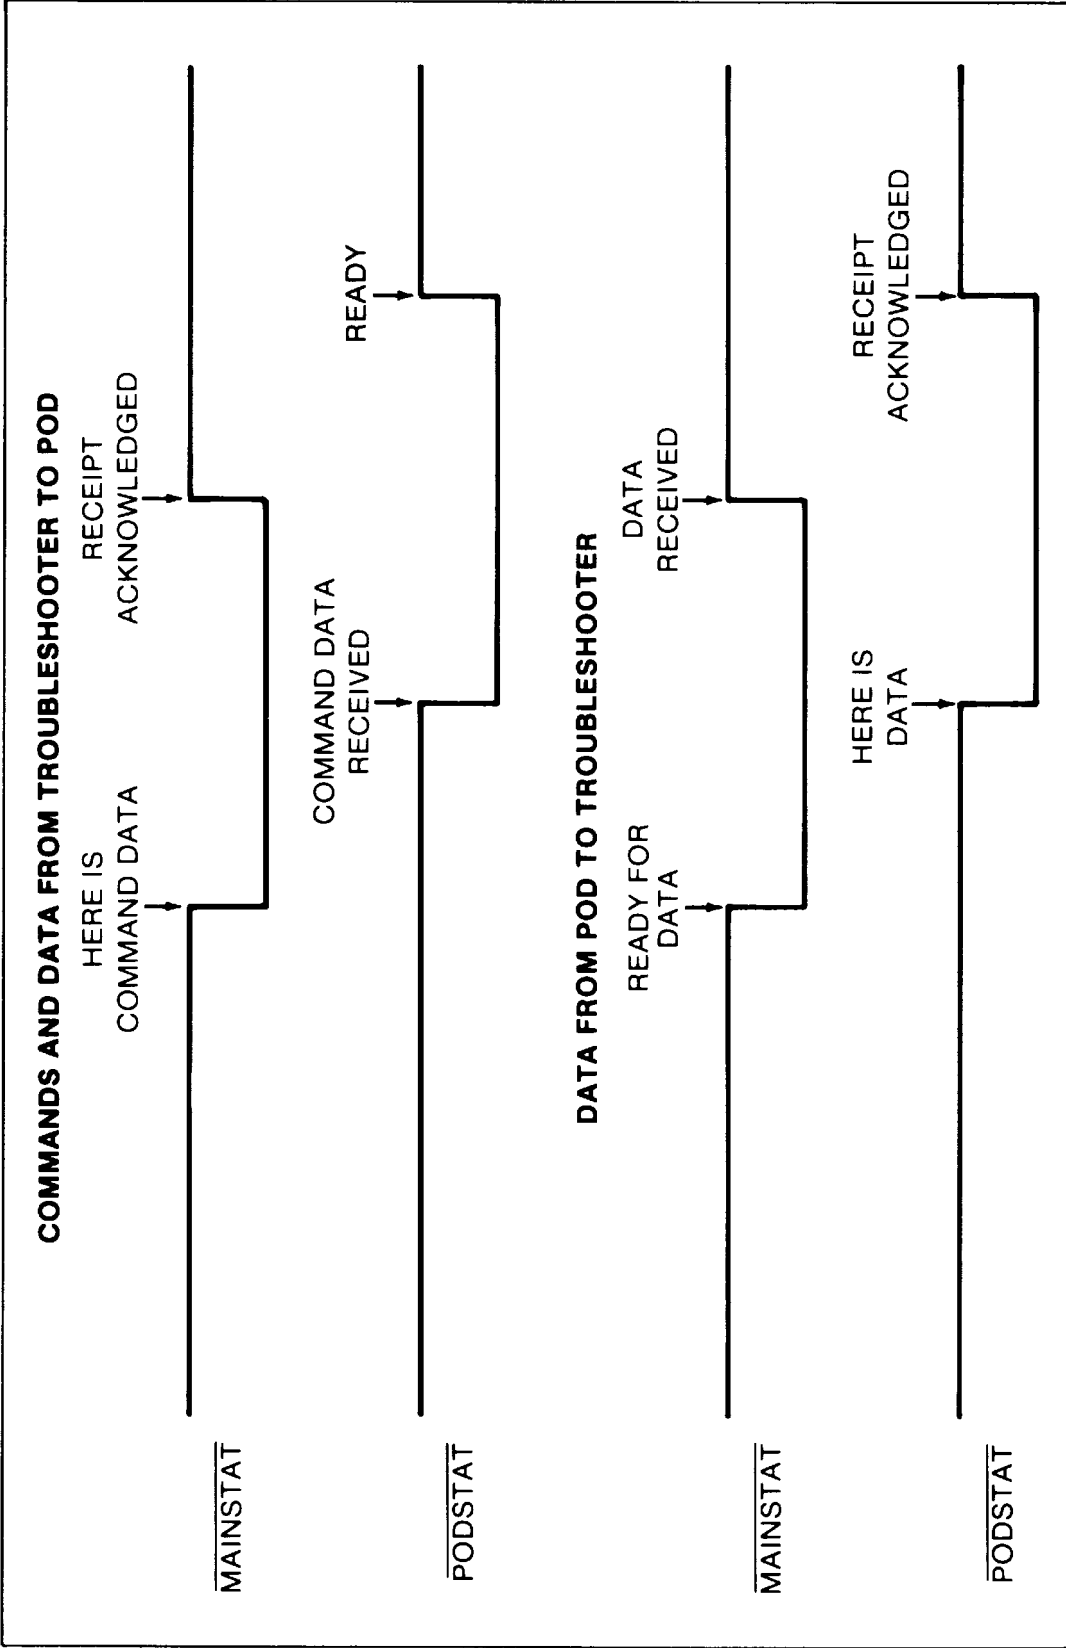 COMMANDS AND DATA FROM TROUBLESHOOTER TO POD
HERE IS
COMMAND DATA
RECEIPT
ACKNOWLEDGED
MAINSTAT
COMMAND DATA
RECEIVED
READY
PODSTAT
DATA FROM POD TO TROUBLESHOOTER
READY FOR
DATA
DATA
RECEIVED
MAINSTAT
HERE IS
DATA
RECEIPT
ACKNOWLEDGED
PODSTAT